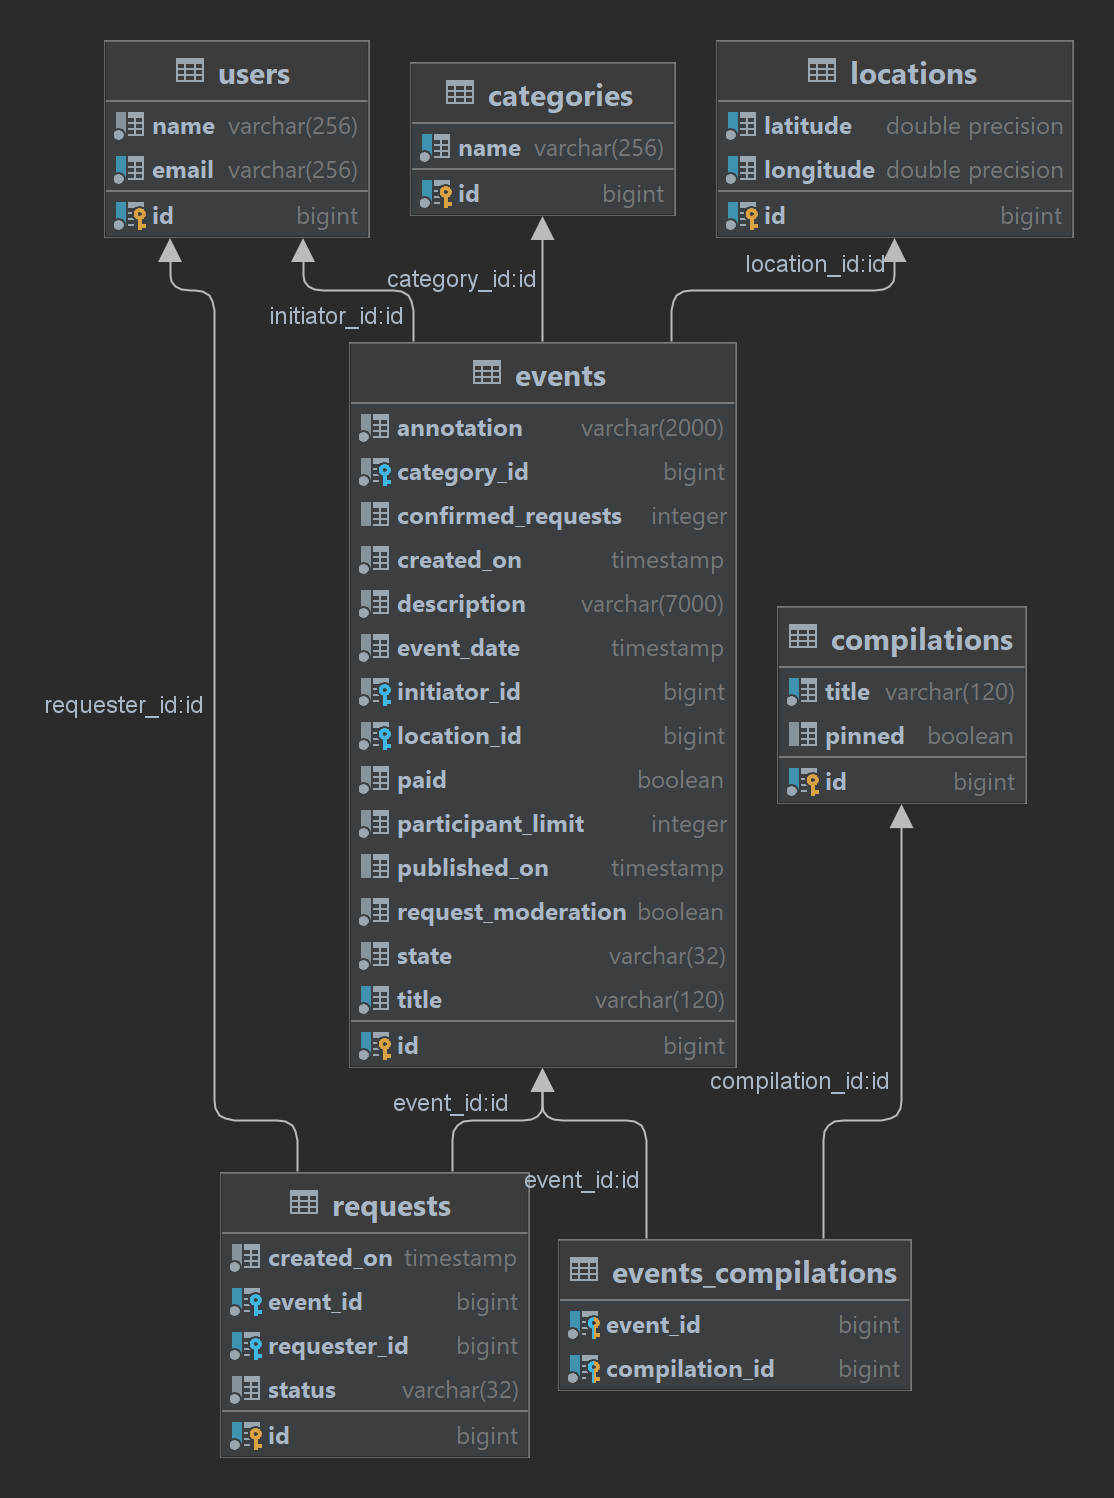 users
name varchar(256)
email varchar(256)
id bigint
categories
name varchar(256)
id bigint
locations
latitude double precision
longitude double precision
id bigint
category_id:id
location_id:id
initiator_id:id
events
annotation varchar(2000)
category_id bigint
confirmed_requests integer
created_on timestamp
description varchar(7000)
event_date timestamp
initiator_id bigint
location_id bigint
paid boolean
participant_limit integer
published_on timestamp
request_moderation boolean
state varchar(32)
title varchar(120)
id bigint
requester_id:id
compilations
title varchar(120)
pinned boolean
id bigint
compilation_id:id
event_id:id
event_id:id
requests
created_on timestamp
event_id bigint
requester_id bigint
status varchar(32)
id bigint
events_compilations
event_id bigint
compilation_id bigint